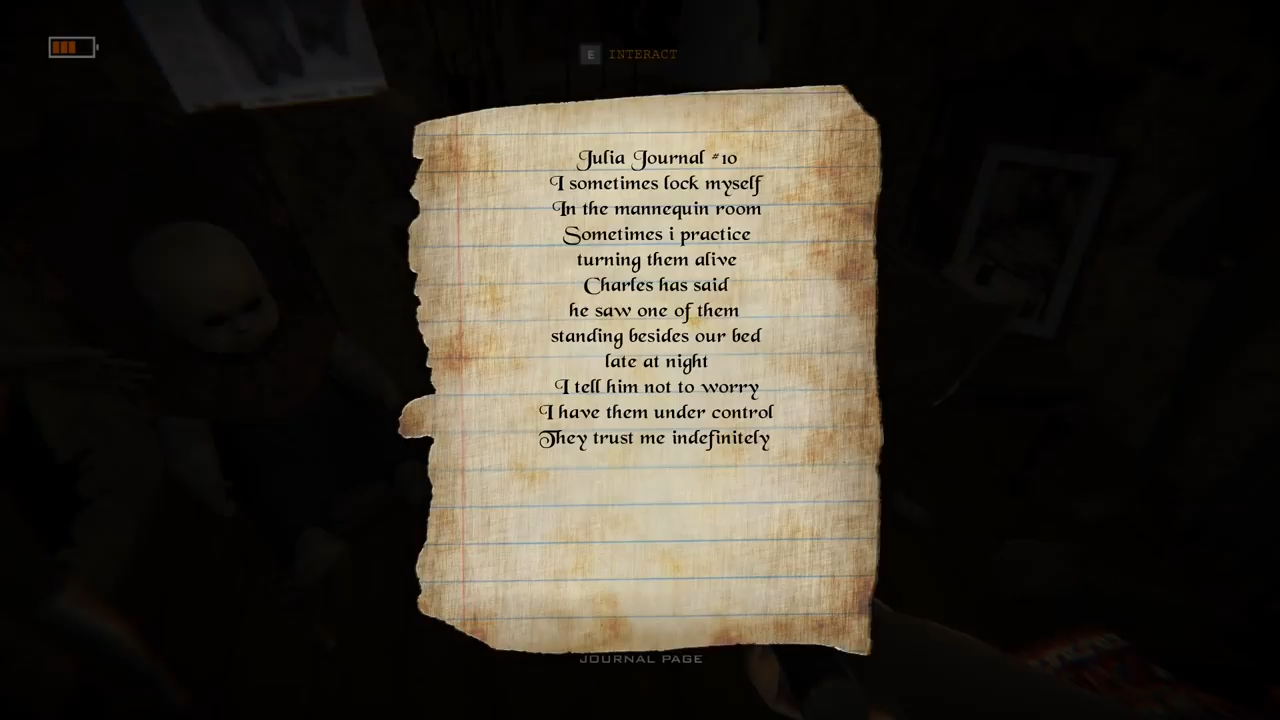 E INTERACT
Julia Journal #10
I sometimes lock myself
In the mannequin room
Sometimes i practice
turning them alive
Charles has said
he saw one of them
standing besides our bed
late at night
I tell him not to worry
I have them under control
They trust me indefinitely
JOURNAL PAGE